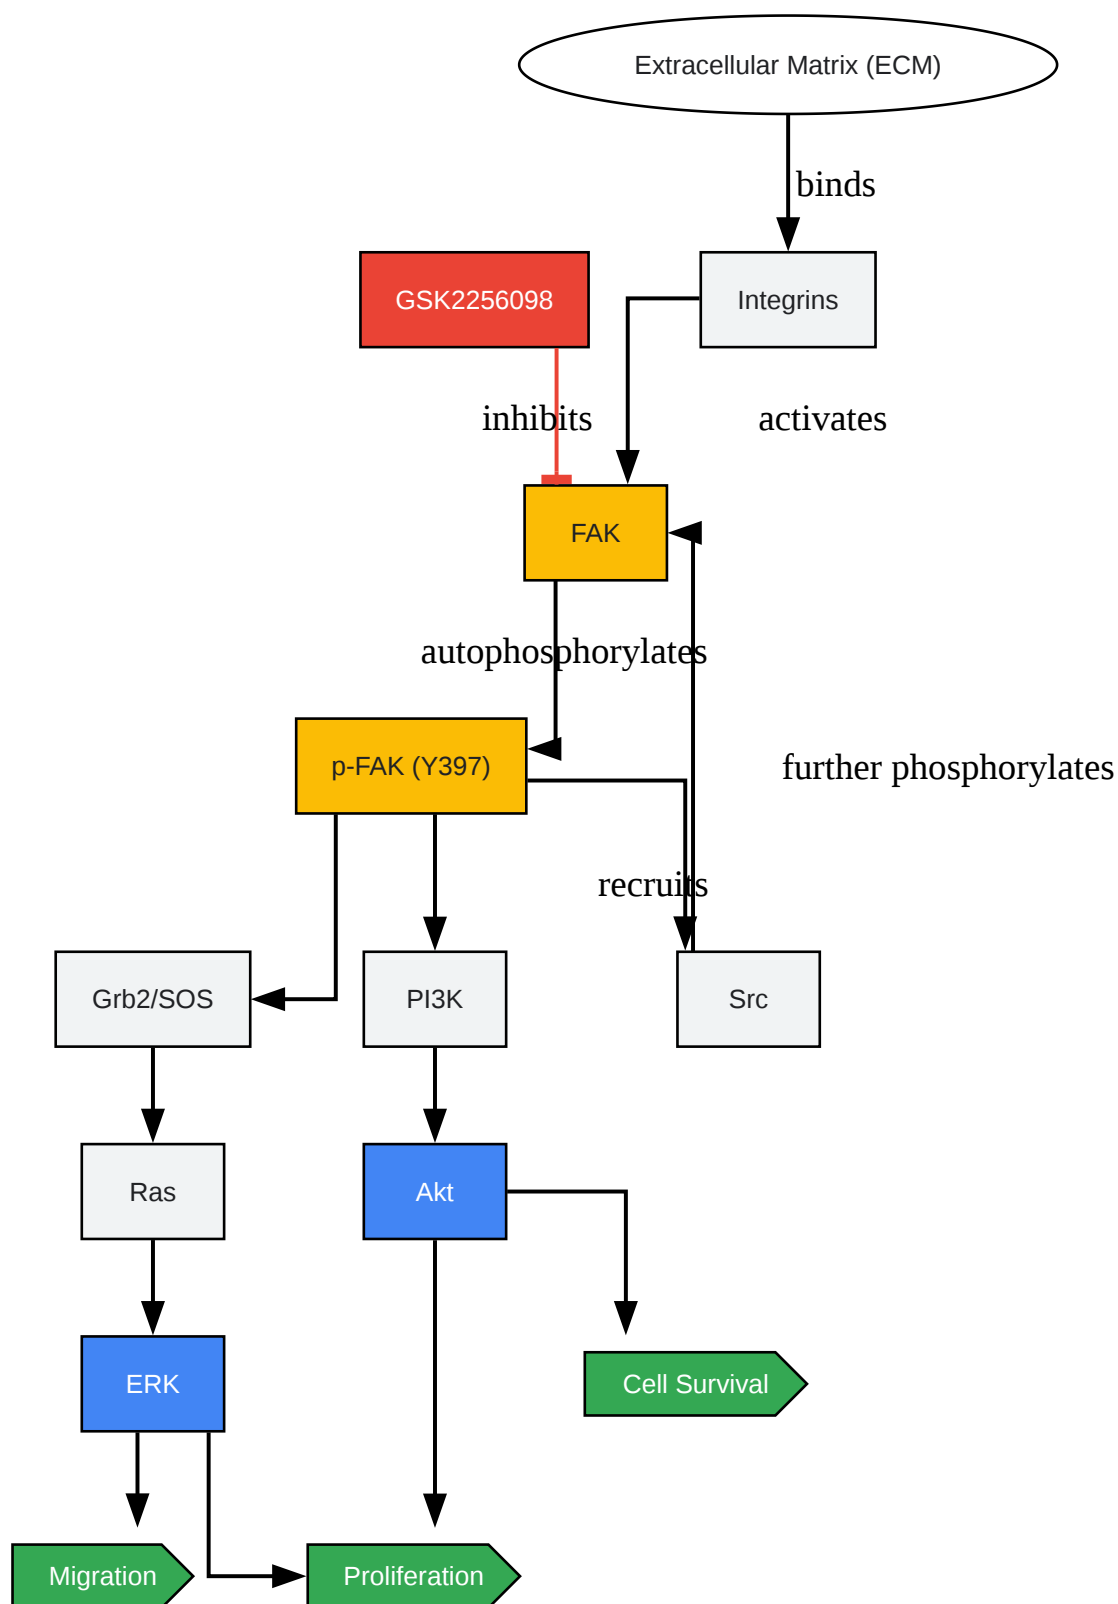 Extracellular Matrix (ECM)
binds
GSK2256098
Integrins
inhibits
activates
FAK
autophosphorylates
p-FAK (Y397)
further phosphorylates
recruits
Grb2/SOS
PI3K
Src
Ras
Akt
ERK
Cell Survival
Migration
Proliferation